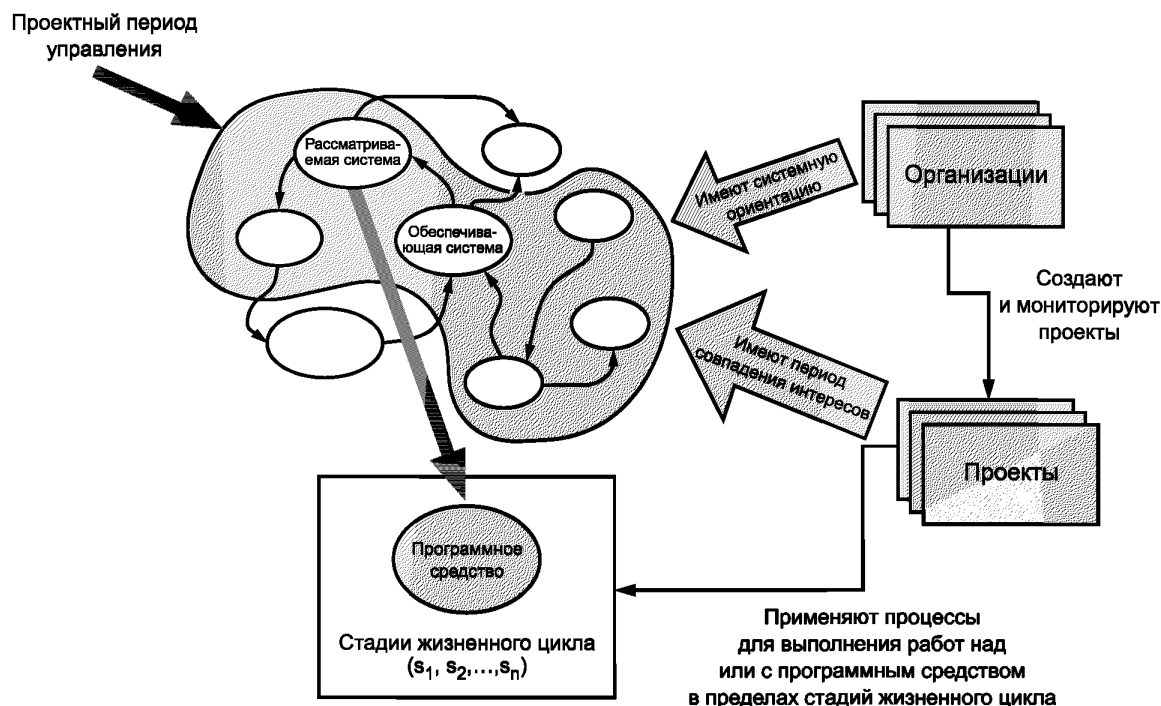 Проектный период
управления
Рассматрива-
емая система
Обеспечива-
ющая система
Имеют системную
ориентацию
Организации
Создают
и мониторируют
проекты
Имеют период
совпадения интересов
Проекты
Программное
средство
Стадии жизненного цикла
(s₁, s₂,…,sₙ)
Применяют процессы
для выполнения работ над
или с программным средством
в пределах стадий жизненного цикла